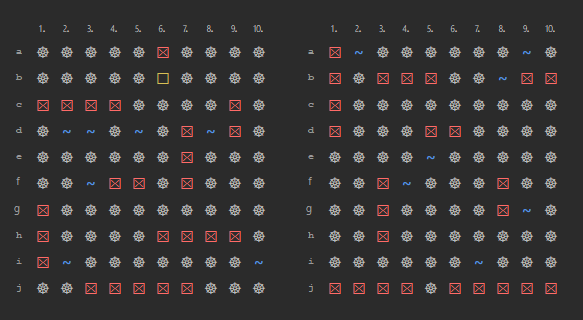 1. 2. 3. 4. 5. 6. 7. 8. 9. 10. 1. 2. 3. 4. 5. 6. 7. 8. 9. 10.
a ☸ ☸ ☸ ☸ ☸ ☒ ☸ ☸ ☸ ☸ a ☒ ~ ☸ ☸ ☸ ☸ ☸ ☸ ~ ☸
b ☸ ☸ ☸ ☸ ☸ ☐ ☸ ☸ ☸ ☸ b ☒ ☸ ☒ ☒ ☒ ☸ ☸ ~ ☒ ☒
c ☒ ☒ ☒ ☒ ☸ ☸ ☸ ☸ ☒ ☸ c ☒ ☸ ☸ ☸ ☸ ☸ ☸ ☸ ☸ ☸
d ☸ ~ ~ ☸ ~ ☸ ☒ ~ ☒ ☸ d ☒ ☸ ☸ ☸ ☒ ☒ ☸ ☸ ☸ ☸
e ☸ ☸ ☸ ☸ ☸ ☸ ☒ ☸ ☸ ☸ e ☸ ☸ ☸ ☸ ~ ☸ ☸ ☸ ☸ ☸
f ☸ ☸ ~ ☒ ☒ ☸ ☒ ☸ ☸ ☸ f ☸ ☸ ☒ ~ ☸ ☸ ☸ ☒ ☸ ☸
g ☒ ☸ ☸ ☸ ☸ ☸ ☸ ☸ ☸ ☸ g ☸ ☸ ☒ ☸ ☸ ☸ ☸ ☒ ~ ☸
h ☒ ☸ ☸ ☸ ☸ ☒ ☒ ☒ ☒ ☸ h ☸ ☸ ☒ ☸ ☸ ☸ ☸ ☸ ☸ ☸
i ☒ ~ ☸ ☸ ☸ ☸ ☸ ☸ ☸ ~ i ☸ ☸ ☸ ☸ ☸ ☸ ~ ☸ ☸ ☸
j ☸ ☸ ☒ ☒ ☒ ☒ ☒ ☸ ☸ ☸ j ☒ ☒ ☒ ☒ ☸ ☒ ☒ ☒ ☒ ☒